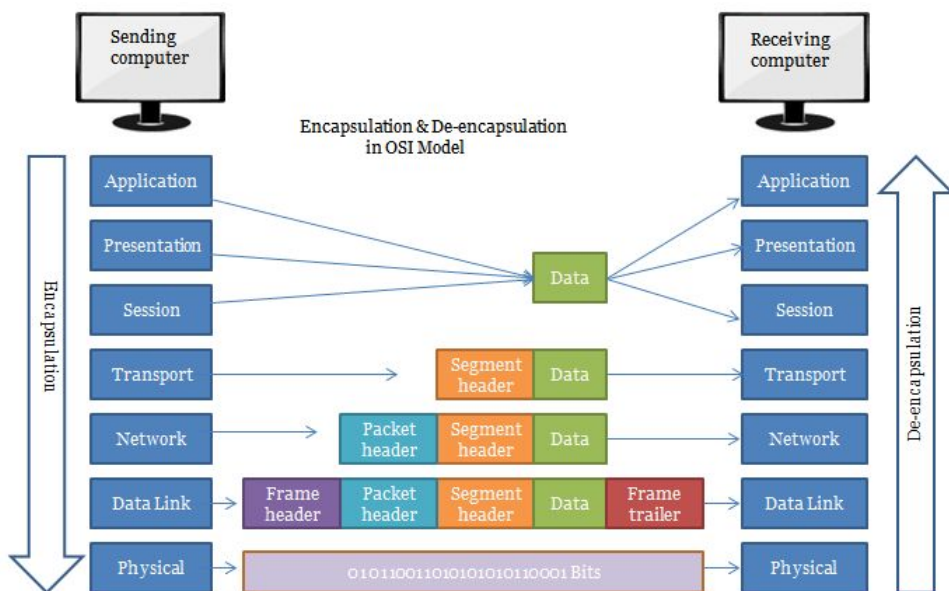 Sending
computer
Receiving
computer
Encapsulation & De-encapsulation
in OSI Model
Application
Application
Presentation
Data
Presentation
Session
Session
Encapsulation
De-encapsulation
Transport
Segment
header
Data
Transport
Network
Packet
header
Segment
header
Data
Network
Data Link
Frame
header
Packet
header
Segment
header
Data
Frame
trailer
Data Link
Physical
0101100110101010101100​01 Bits
Physical